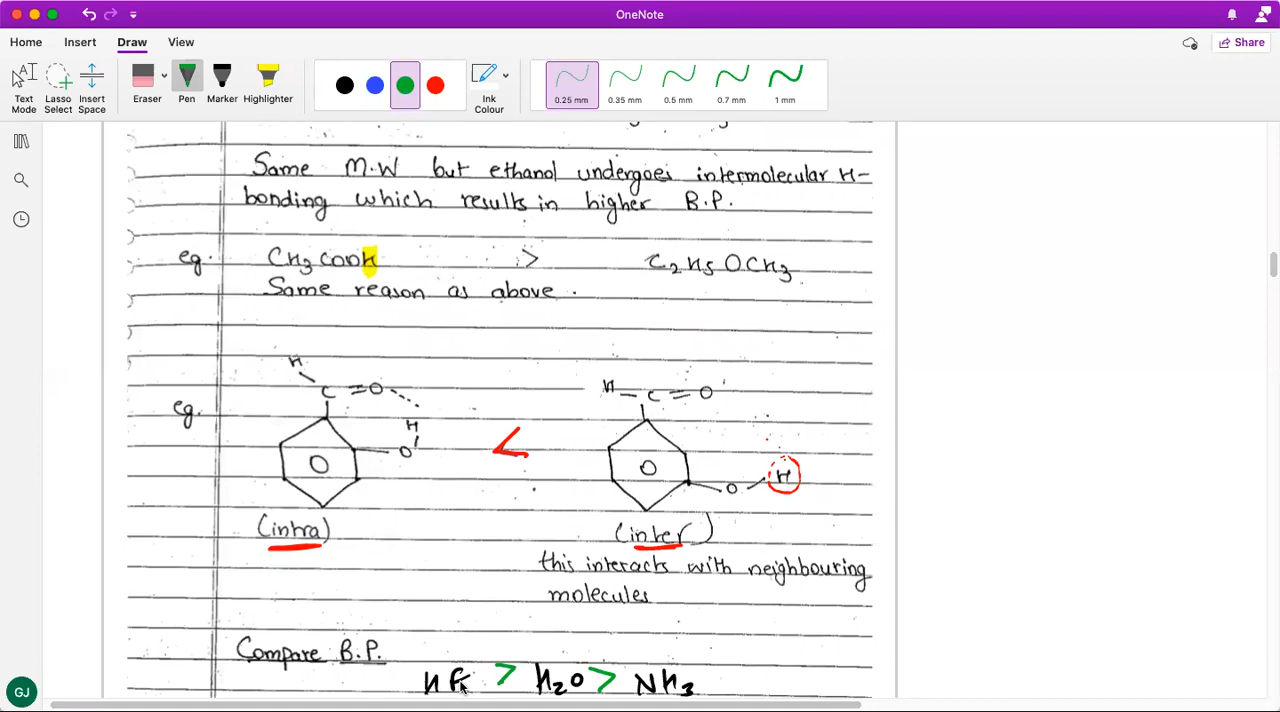 OneNote
Home Insert Draw View
Share
Text Mode
Lasso Select
Insert Space
Eraser
Pen
Marker
Highlighter
Ink Colour
0.25 mm
0.35 mm
0.5 mm
0.7 mm
1 mm
Same M.W but ethanol undergoes intermolecular H-
bonding which results in higher B.P.
eg. CH3COOH > C2H5OCH3
Same reason as above.
eg.
H C = O
H
O
<
H - C = O
O - H
(intra)
(inter)
this interacts with neighbouring
molecules
Compare B.P.
HF > H2O > NH3
GJ